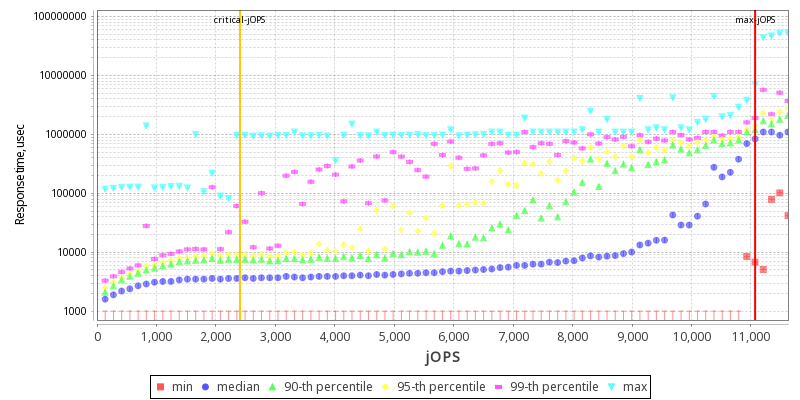 critical-jOPS
max-jOPS
100000000
10000000
1000000
100000
10000
1000
Response time, usec
0
1,000
2,000
3,000
4,000
5,000
6,000
7,000
8,000
9,000
10,000
11,000
jOPS
min
median
90-th percentile
95-th percentile
99-th percentile
max